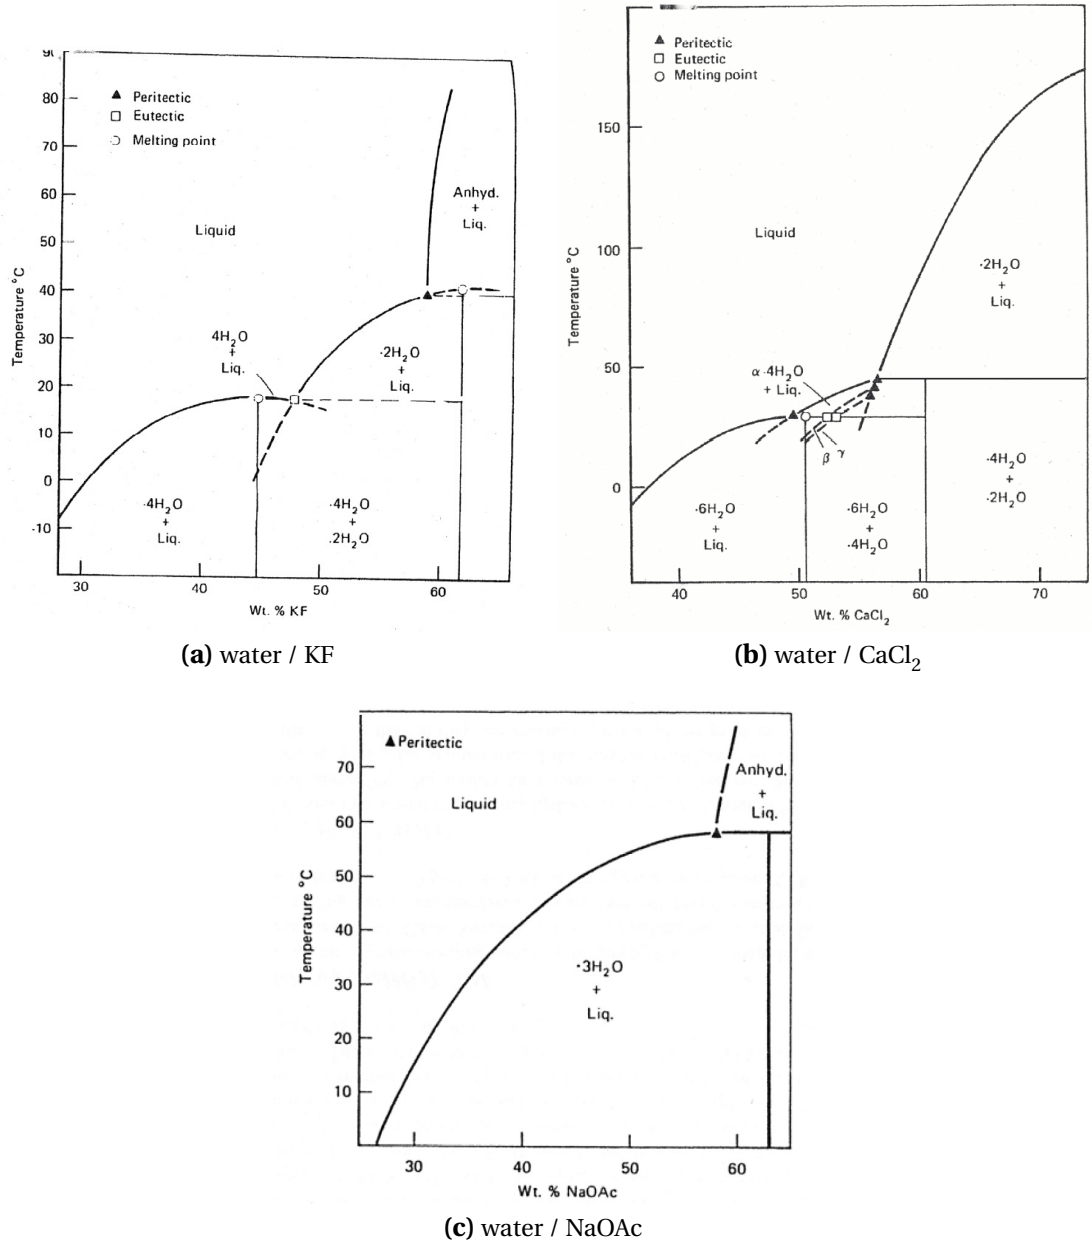 90
80
70
60
50
40
30
20
10
0
-10
Temperature °C
▲ Peritectic
□ Eutectic
○ Melting point
Liquid
Anhyd.
+
Liq.
4H₂O
+
Liq.
·2H₂O
+
Liq.
·4H₂O
+
Liq.
·4H₂O
+
.2H₂O
30
40
50
60
Wt. % KF
(a) water / KF
150
100
50
0
Temperature °C
▲ Peritectic
□ Eutectic
○ Melting point
Liquid
·2H₂O
+
Liq.
α·4H₂O
+ Liq.
β γ
·6H₂O
+
Liq.
·6H₂O
+
·4H₂O
·4H₂O
+
·2H₂O
40
50
60
70
Wt. % CaCl₂
(b) water / CaCl₂
70
60
50
40
30
20
10
Temperature °C
▲ Peritectic
Liquid
Anhyd.
+
Liq.
·3H₂O
+
Liq.
30
40
50
60
Wt. % NaOAc
(c) water / NaOAc